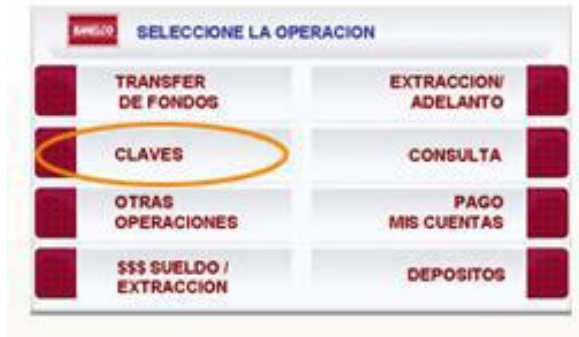 BANELCO SELECCIONE LA OPERACION
TRANSFER
DE FONDOS
EXTRACCION/
ADELANTO
CLAVES
CONSULTA
OTRAS
OPERACIONES
PAGO
MIS CUENTAS
$$$ SUELDO /
EXTRACCION
DEPOSITOS